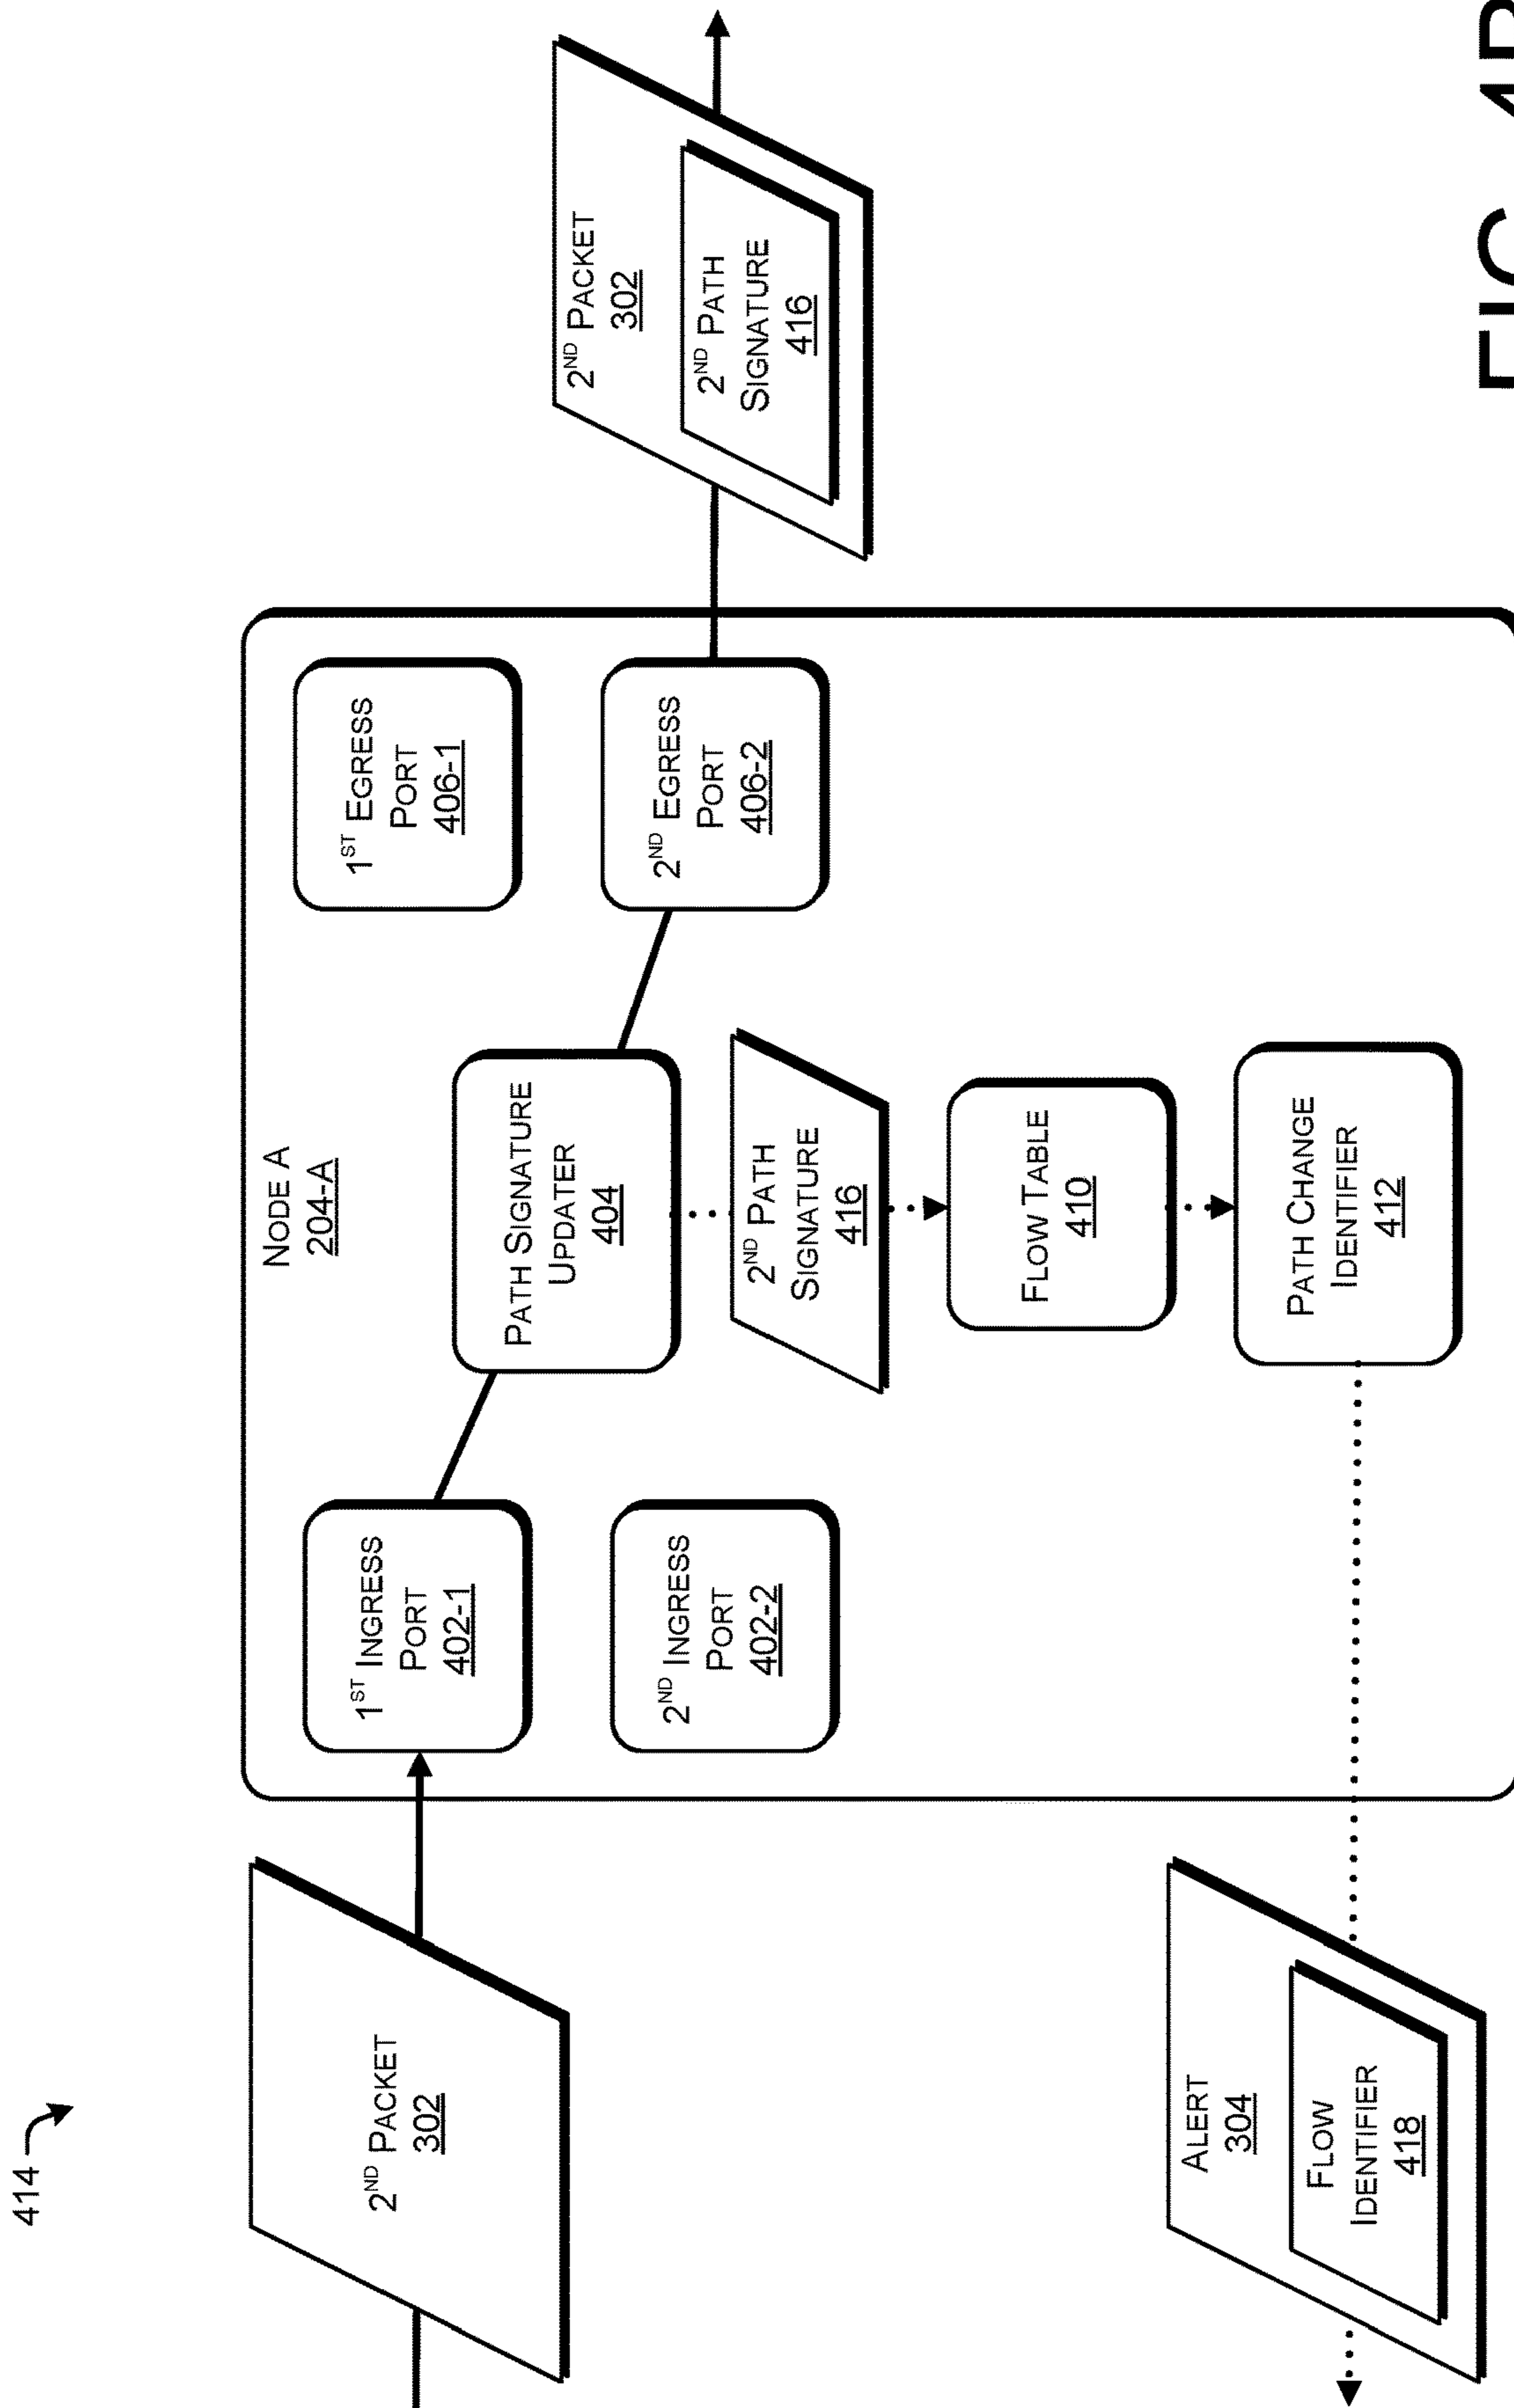 414
2ND PACKET
302
ALERT
304
FLOW
IDENTIFIER
418
NODE A
204-A
1ST INGRESS
PORT
402-1
2ND INGRESS
PORT
402-2
PATH SIGNATURE
UPDATER
404
2ND PATH
SIGNATURE
416
FLOW TABLE
410
PATH CHANGE
IDENTIFIER
412
1ST EGRESS
PORT
406-1
2ND EGRESS
PORT
406-2
2ND PACKET
302
2ND PATH
SIGNATURE
416
FIG. 4B